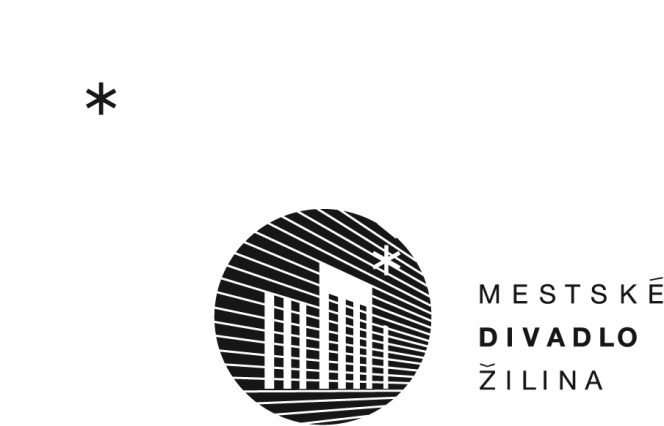 *
MESTSKÉ
DIVADLO
ŽILINA